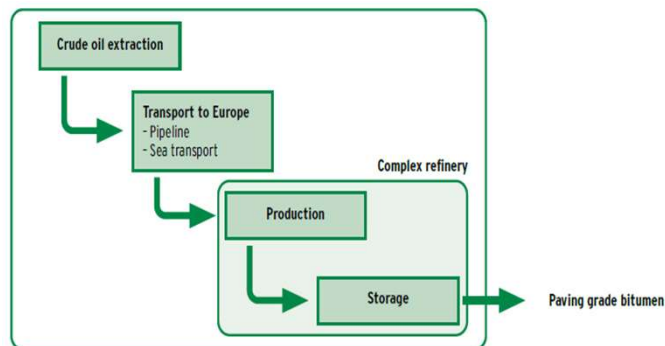 Crude oil extraction
Transport to Europe
- Pipeline
- Sea transport
Complex refinery
Production
Storage
Paving grade bitumen